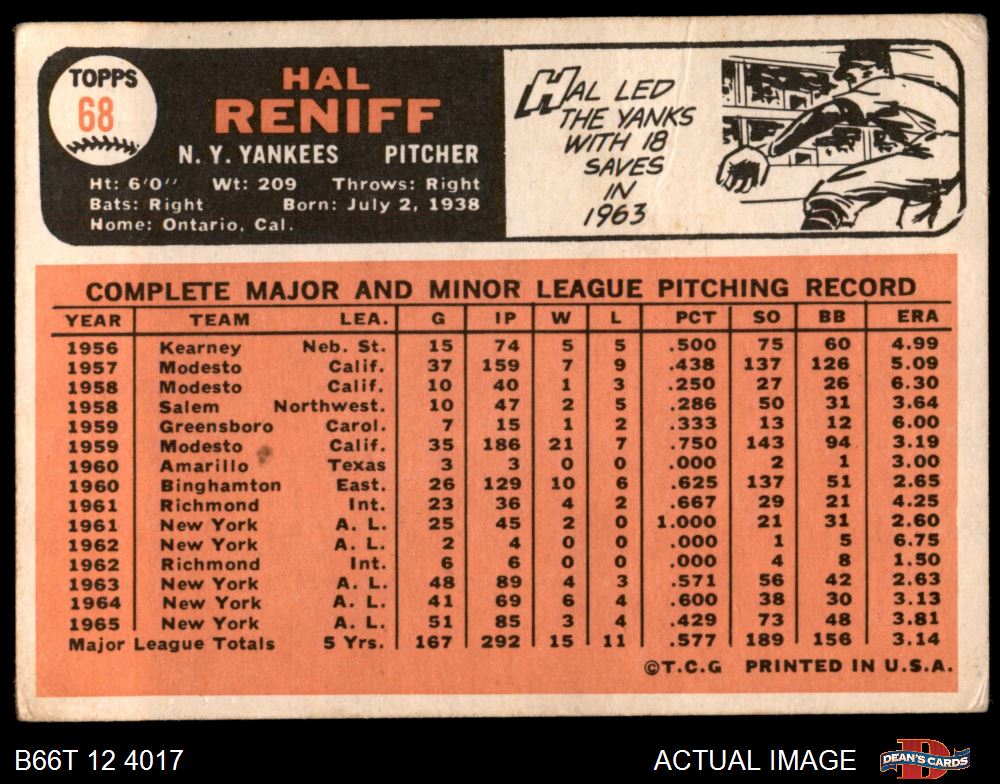 TOPPS
68
HAL
RENIFF
N. Y. YANKEES PITCHER
Ht: 6'0" Wt: 209 Throws: Right
Bats: Right Born: July 2, 1938
Home: Ontario, Cal.
HAL LED
THE YANKS
WITH 18
SAVES
IN
1963
COMPLETE MAJOR AND MINOR LEAGUE PITCHING RECORD
YEAR TEAM LEA. G IP W L PCT SO BB ERA
1956 Kearney Neb. St. 15 74 5 5 .500 75 60 4.99
1957 Modesto Calif. 37 159 7 9 .438 137 126 5.09
1958 Modesto Calif. 10 40 1 3 .250 27 26 6.30
1958 Salem Northwest. 10 47 2 5 .286 50 31 3.64
1959 Greensboro Carol. 7 15 1 2 .333 13 12 6.00
1959 Modesto Calif. 35 186 21 7 .750 143 94 3.19
1960 Amarillo Texas 3 3 0 0 .000 2 1 3.00
1960 Binghamton East. 26 129 10 6 .625 137 51 2.65
1961 Richmond Int. 23 36 4 2 .667 29 21 4.25
1961 New York A. L. 25 45 2 0 1.000 21 31 2.60
1962 New York A. L. 2 4 0 0 .000 1 5 6.75
1962 Richmond Int. 6 6 0 0 .000 4 8 1.50
1963 New York A. L. 48 89 4 3 .571 56 42 2.63
1964 New York A. L. 41 69 6 4 .600 38 30 3.13
1965 New York A. L. 51 85 3 4 .429 73 48 3.81
Major League Totals 5 Yrs. 167 292 15 11 .577 189 156 3.14
©T.C.G PRINTED IN U.S.A.
B66T 12 4017 ACTUAL IMAGE DEAN'S CARDS